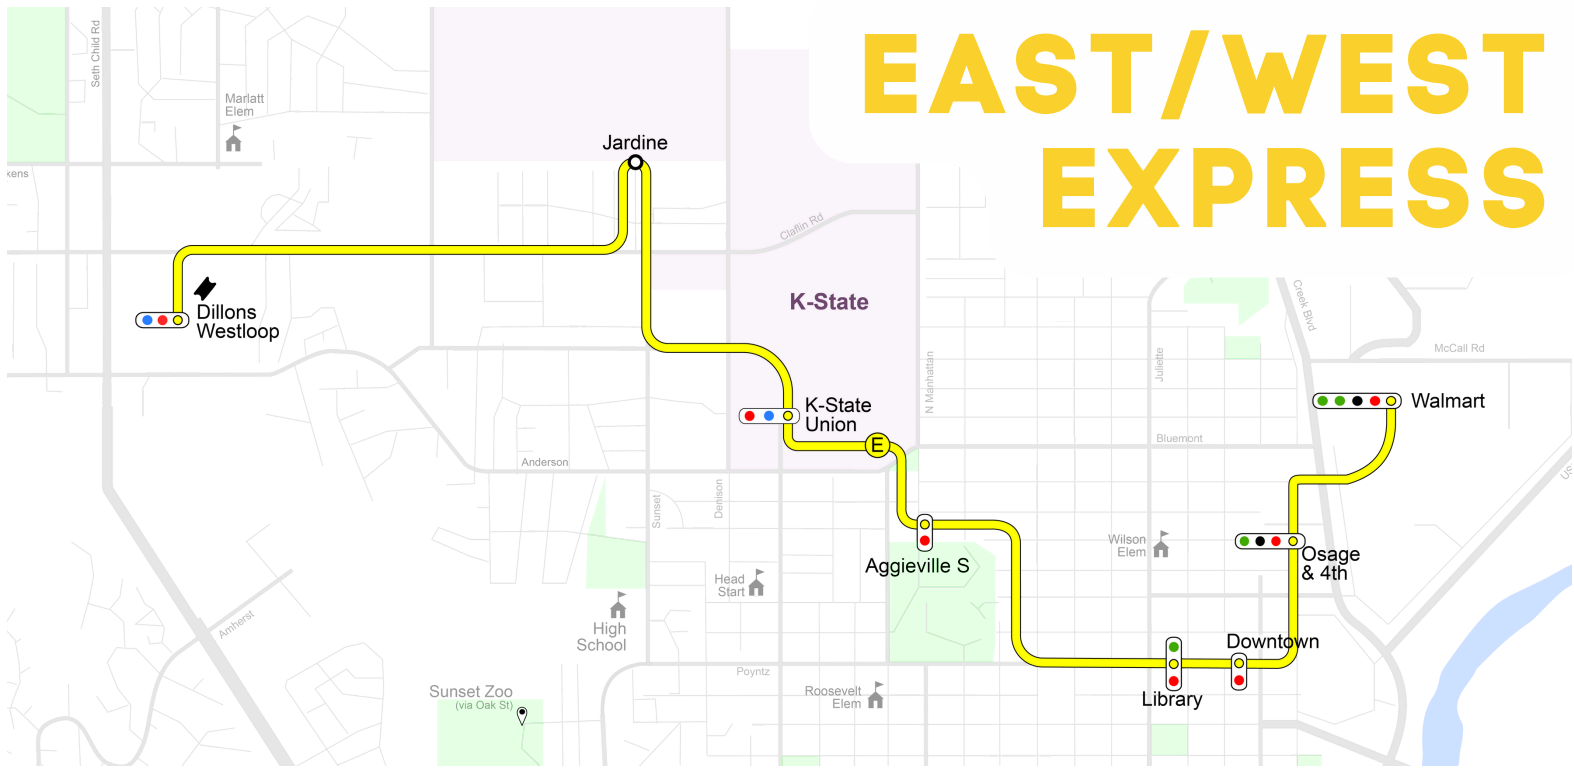 EAST/WEST
EXPRESS
Seth Child Rd
Marlatt
Elem
kens
Jardine
Claflin Rd
K-State
Dillons
Westloop
Creek Blvd
McCall Rd
N Manhattan
Juliette
K-State
Union
Walmart
E
Bluemont
Anderson
Sunset
Denison
US
Aggieville S
Wilson
Elem
Osage
& 4th
Head
Start
High
School
Amherst
Downtown
Poyntz
Library
Sunset Zoo
(via Oak St)
Roosevelt
Elem